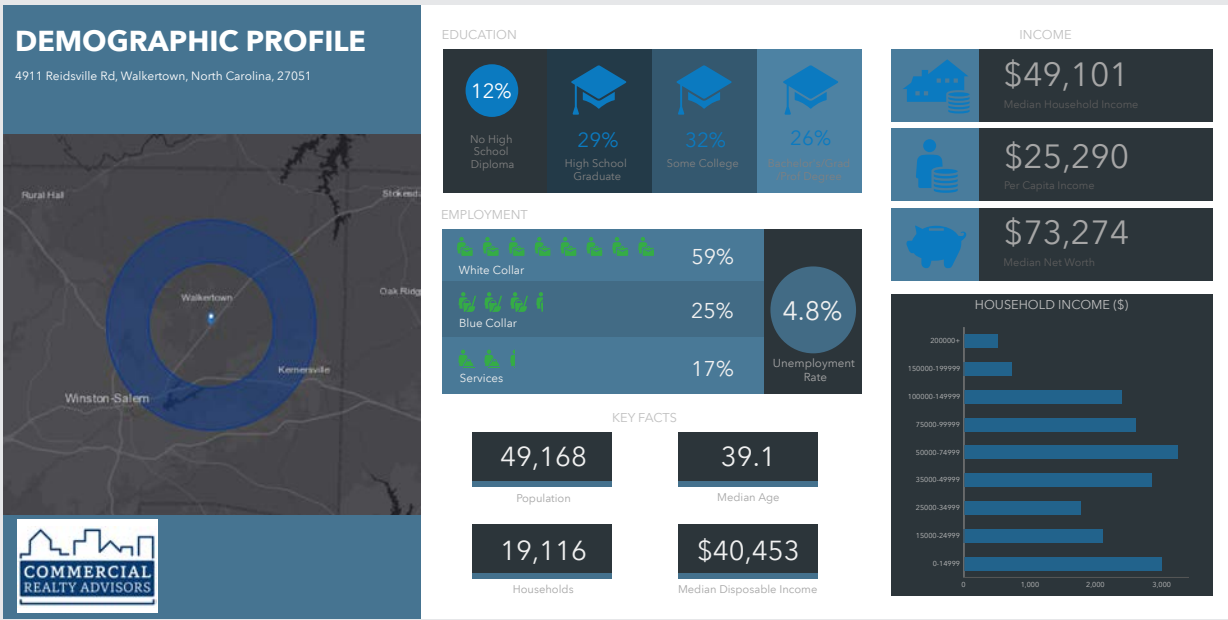 DEMOGRAPHIC PROFILE
4911 Reidsville Rd, Walkertown, North Carolina, 27051
Rural Hall
Walkertown
Oak Ridg
Kernersville
Winston-Salem
COMMERCIAL
REALTY ADVISORS
EDUCATION
12%
No High
School
Diploma
29%
High School
Graduate
32%
Some College
26%
Bachelor's/Grad
/Prof Degree
EMPLOYMENT
White Collar
59%
Blue Collar
25%
Services
17%
4.8%
Unemployment
Rate
KEY FACTS
49,168
Population
39.1
Median Age
19,116
Households
$40,453
Median Disposable Income
INCOME
$49,101
Median Household Income
$25,290
Per Capita Income
$73,274
Median Net Worth
HOUSEHOLD INCOME ($)
200000+
150000-199999
100000-149999
75000-99999
50000-74999
35000-49999
25000-34999
15000-24999
0-14999
0 1,000 2,000 3,000